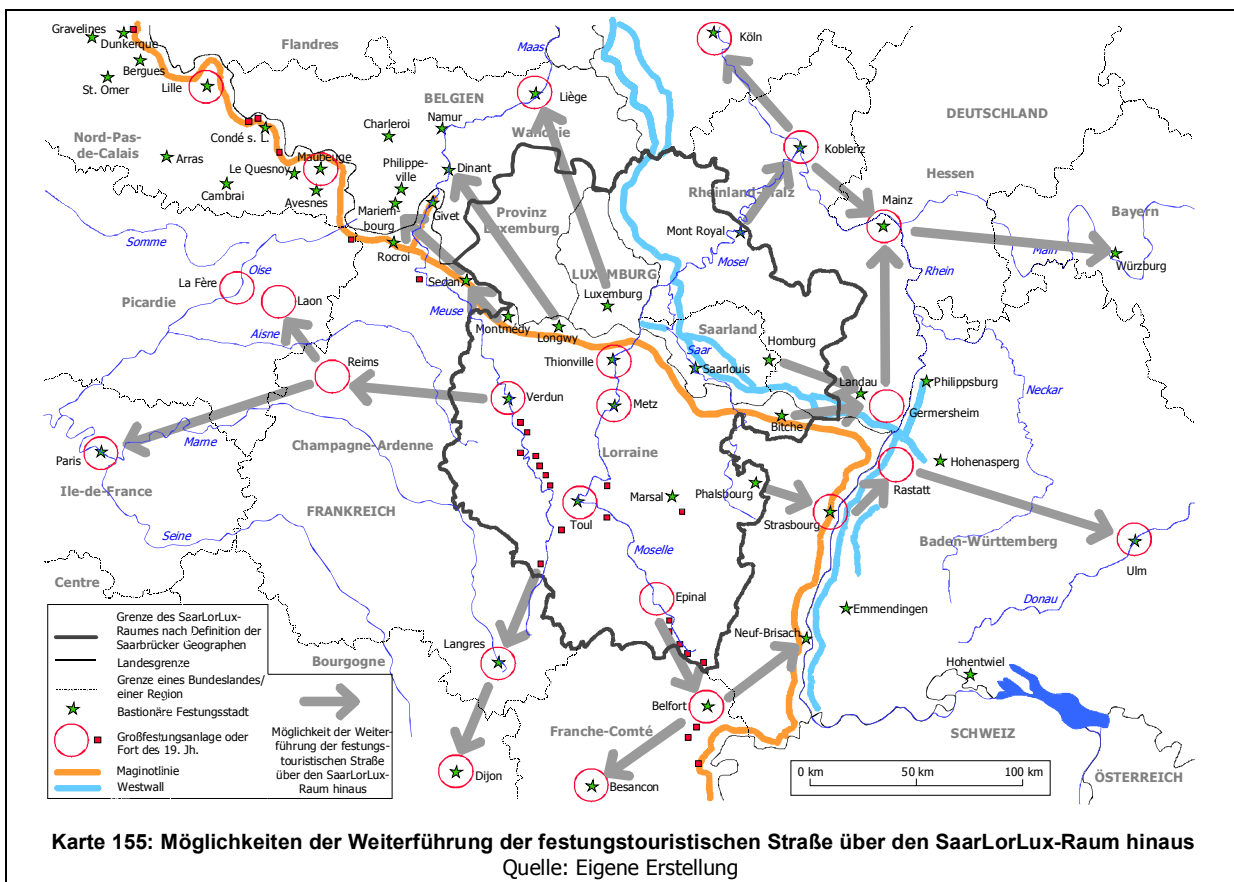 Gravelines
Dunkerque
Bergues
St. Omer
Lille
Flandres
Maas
Köln
Nord-Pas-
de-Calais
Arras
Condé s. L.
Le Quesnoy
Maubeuge
Cambrai
Avesnes
BELGIEN
Charleroi
Namur
Liège
Wallonie
Philippe-
ville
Dinant
Mariem-
bourg
Givet
Rocroi
Provinz
Luxemburg
DEUTSCHLAND
Koblenz
Hessen
Rheinland-Pfalz
Mainz
Bayern
Mont Royal
Mosel
Rhein
Main
Würzburg
Somme
Oise
La Fère
Laon
Picardie
Aisne
Sedan
Meuse
Montmédy
Longwy
LUXEMBURG
Luxemburg
Saarland
Homburg
Thionville
Saar
Saarlouis
Landau
Philippsburg
Neckar
Germersheim
Reims
Verdun
Metz
Bitche
Marne
Champagne-Ardenne
Lorraine
Paris
Ile-de-France
Hohenasperg
Rastatt
Marsal
Phalsbourg
FRANKREICH
Toul
Strasbourg
Seine
Baden-Württemberg
Ulm
Moselle
Centre
Donau
Epinal
Emmendingen
Neuf-Brisach
Langres
Bourgogne
Hohentwiel
Belfort
Franche-Comté
SCHWEIZ
Dijon
Besancon
ÖSTERREICH
Grenze des SaarLorLux-
Raumes nach Definition der
Saarbrücker Geographen
Landesgrenze
Grenze eines Bundeslandes/
einer Region
Bastionäre Festungsstadt
Großfestungsanlage oder
Fort des 19. Jh.
Maginotlinie
Westwall
Möglichkeit der Weiter-
führung der festungs-
touristischen Straße
über den SaarLorLux-
Raum hinaus
0 km 50 km 100 km
Karte 155: Möglichkeiten der Weiterführung der festungstouristischen Straße über den SaarLorLux-Raum hinaus
Quelle: Eigene Erstellung